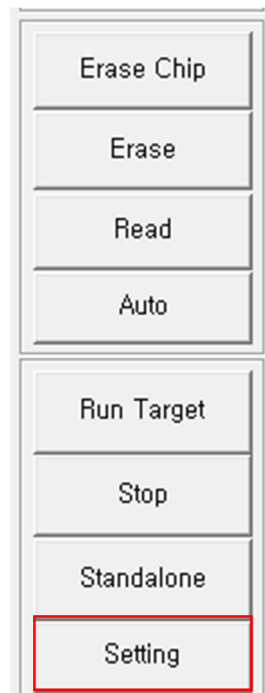 Erase Chip
Erase
Read
Auto
Run Target
Stop
Standalone
Setting